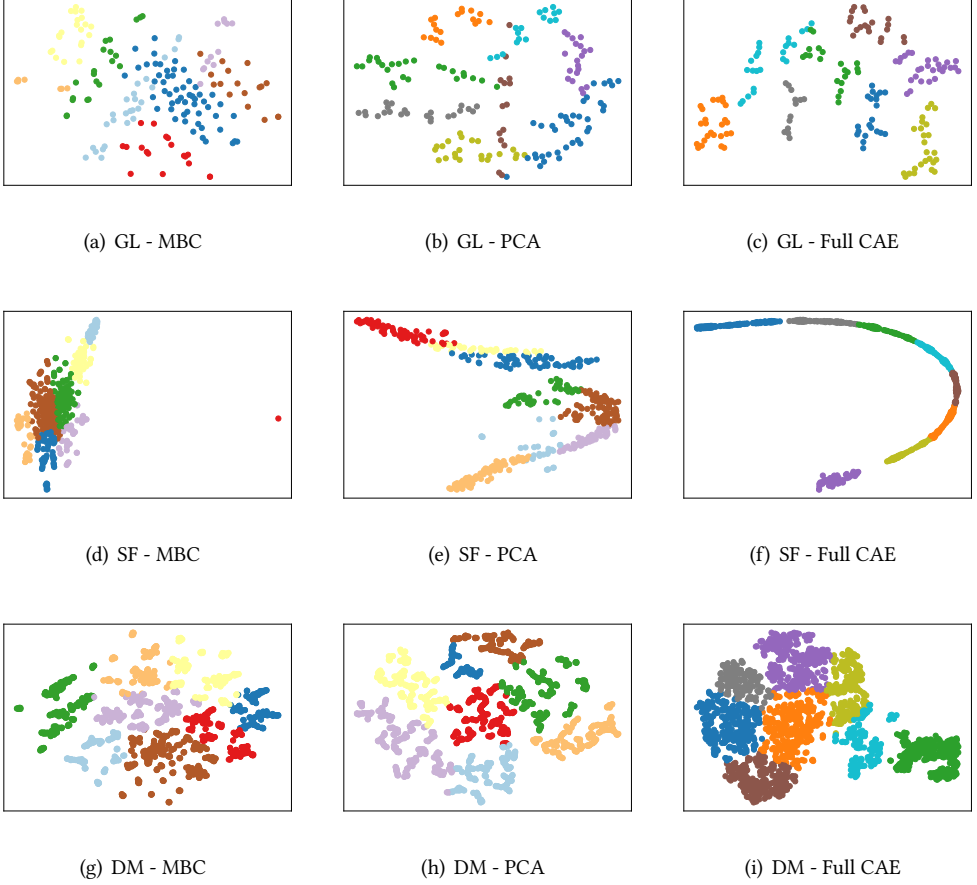 (a) GL - MBC
(b) GL - PCA
(c) GL - Full CAE
(d) SF - MBC
(e) SF - PCA
(f) SF - Full CAE
(g) DM - MBC
(h) DM - PCA
(i) DM - Full CAE